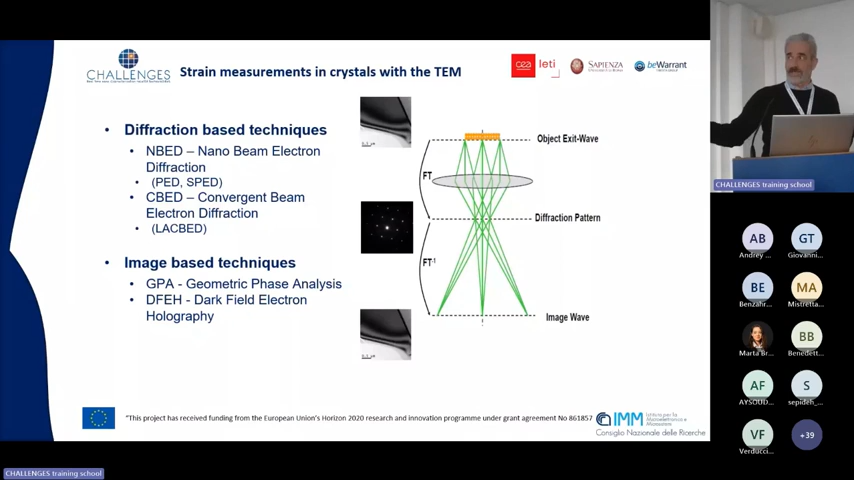 CHALLENGES
Strain measurements in crystals with the TEM
cea
leti
SAPIENZA
beWarrant
• Diffraction based techniques
• NBED – Nano Beam Electron
Diffraction
• (PED, SPED)
• CBED – Convergent Beam
Electron Diffraction
• (LACBED)
• Image based techniques
• GPA - Geometric Phase Analysis
• DFEH - Dark Field Electron
Holography
Object Exit-Wave
FT
Diffraction Pattern
FT-1
Image Wave
"This project has received funding from the European Union's Horizon 2020 research and innovation programme under grant agreement No 861857
IMM
Consiglio Nazionale delle Ricerche
CHALLENGES training school
AB
GT
Andrey ...
Giovanni...
BE
MA
Benzahr...
Mistretta...
BB
Marta Br...
Benedett...
AF
S
AYSOUD...
sepideh_...
VF
+39
Verducci...
CHALLENGES training school